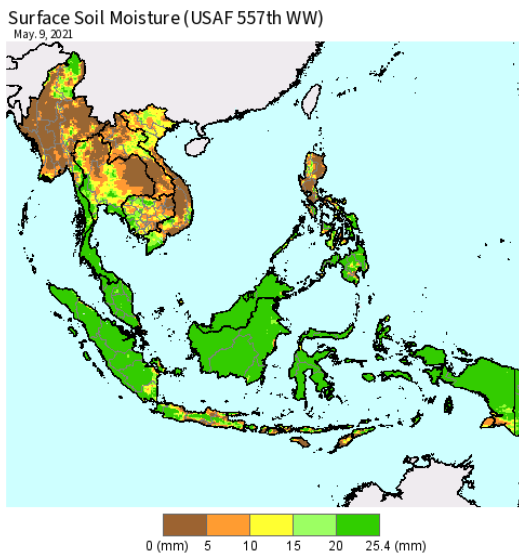 Surface Soil Moisture (USAF 557th WW)
May. 9, 2021
0 (mm) 5 10 15 20 25.4 (mm)